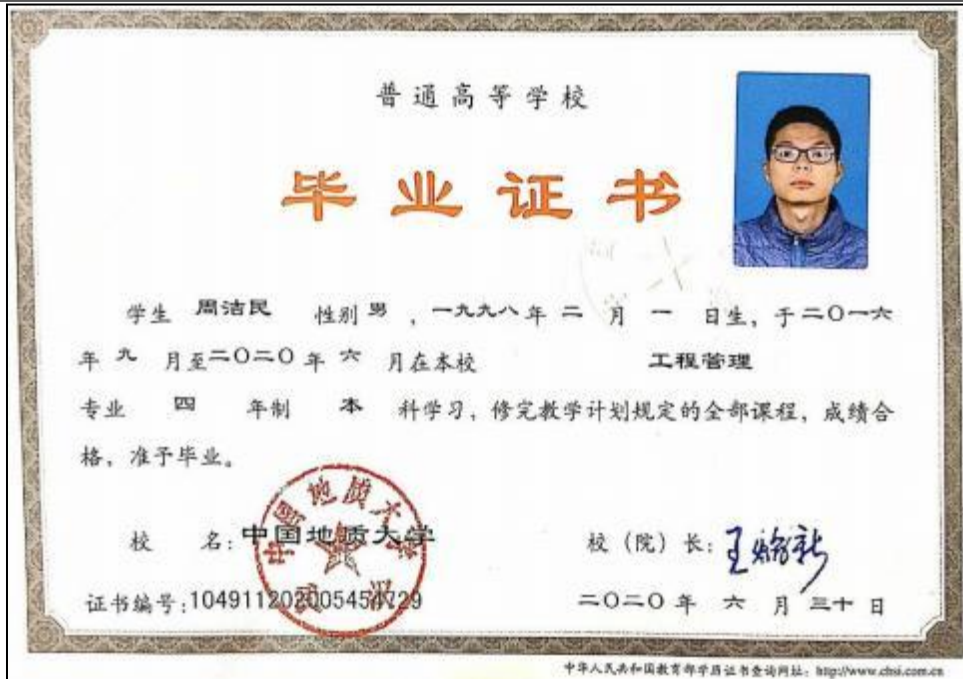 普通高等学校
毕业证书
学生 周洁民 性别 男 ，一九九八年 二 月 一 日生，于二〇一六
年 九 月至二〇二〇年 六 月在本校 工程管理
专业 四 年制 本 科学习，修完教学计划规定的全部课程，成绩合
格，准予毕业。
校 名：中国地质大学
校（院）长：
证书编号：104911202005454729
二〇二〇年 六 月 三十 日
中华人民共和国教育部学历证书查询网址：http://www.chsi.com.cn